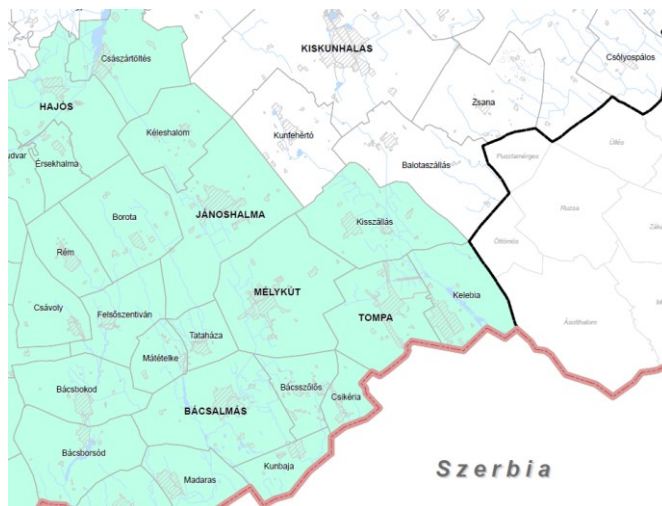 Császártöltés
KISKUNHALAS
Csólyospálos
HAJÓS
Zsana
Kéleshalom
Kunfehértó
Pusztamérges
Üllés
udvar
Érsekhalma
Balotaszállás
Borota
JÁNOSHALMA
Kisszállás
Ruzsa
Öttömös
Rém
MÉLYKÚT
Kelebia
Csávoly
Felsőszentiván
TOMPA
Ásotthalom
Tataháza
Mátételke
Bácsbokod
Bácsszőlős
Csikéria
BÁCSALMÁS
Bácsborsód
Kunbaja
Szerbia
Madaras